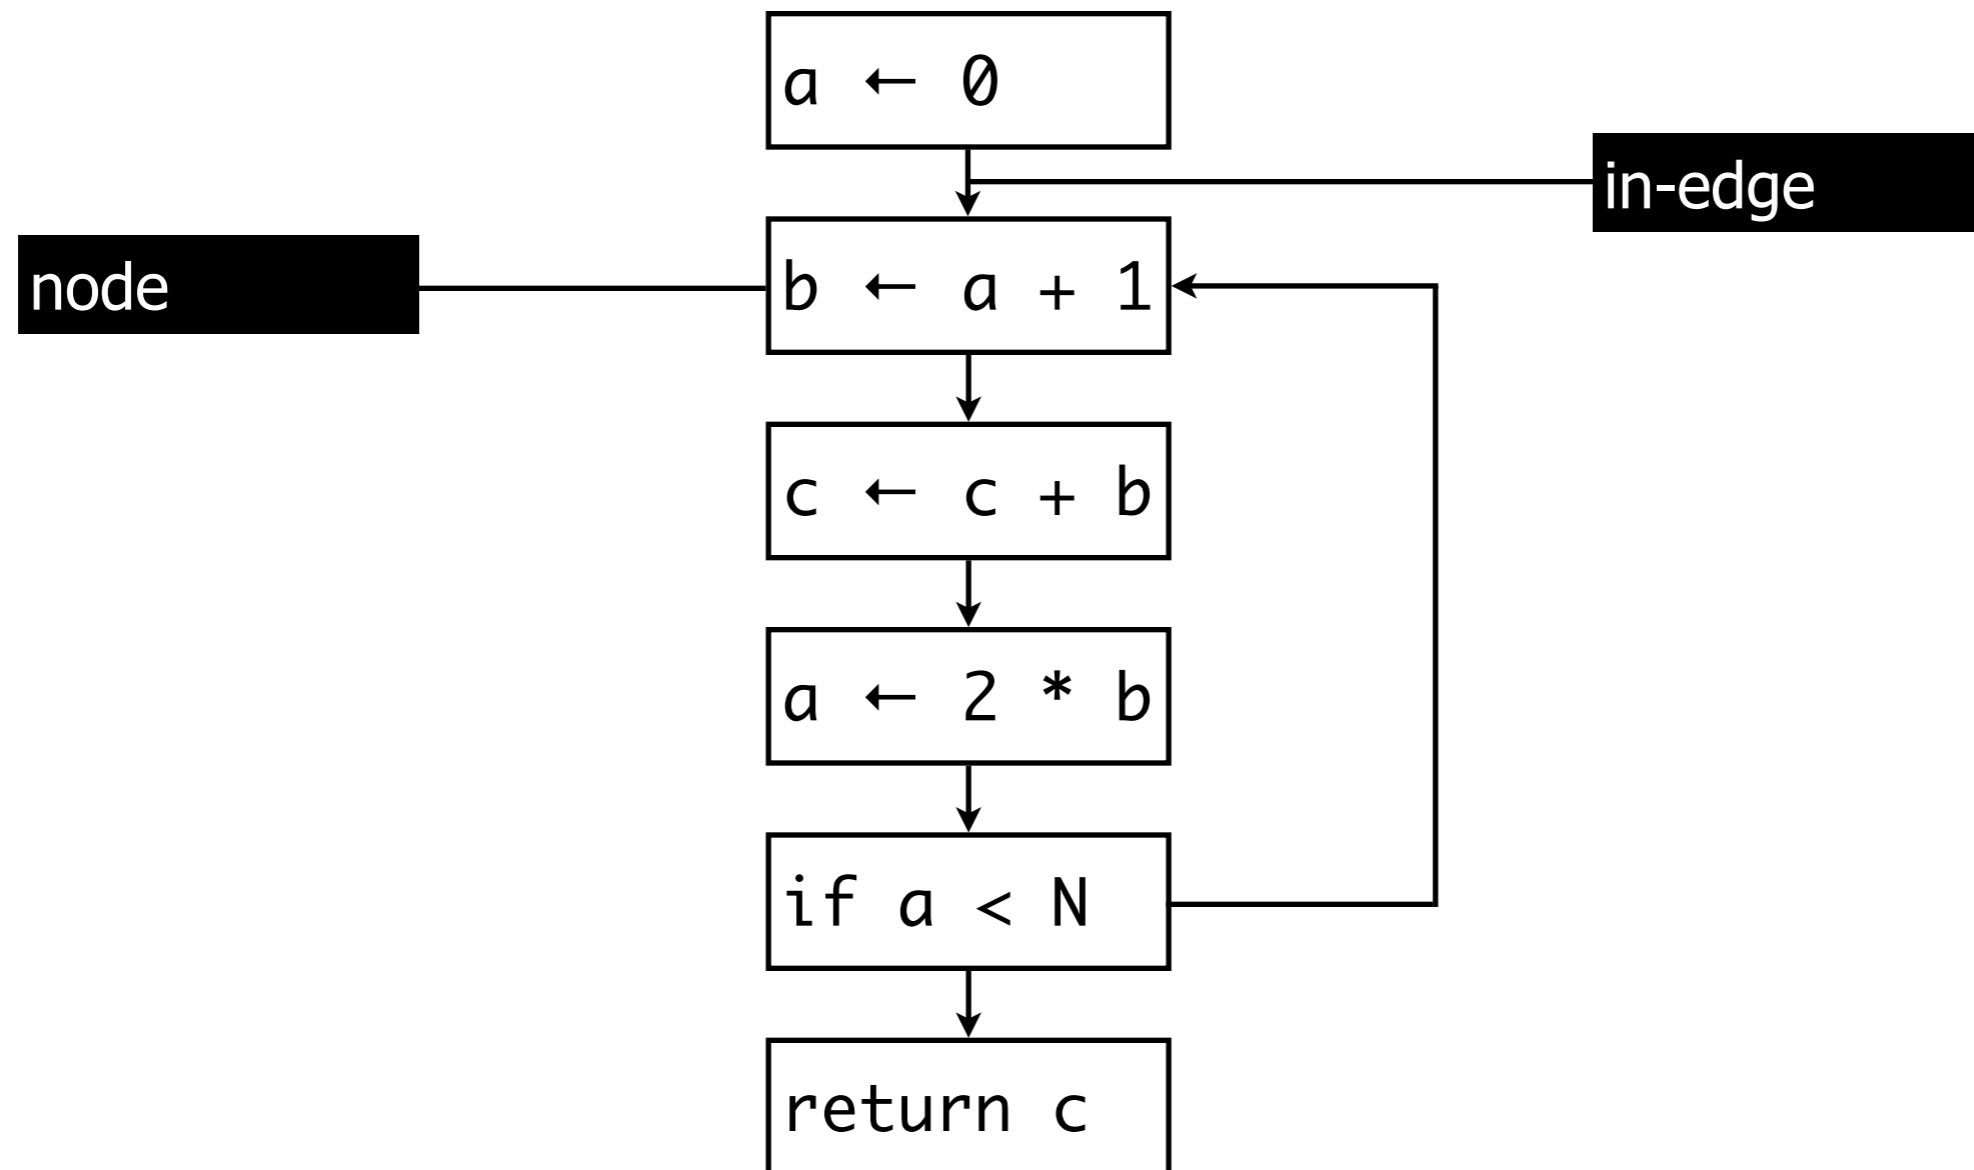 a ← 0
in-edge
node
b ← a + 1
c ← c + b
a ← 2 * b
if a < N
return c